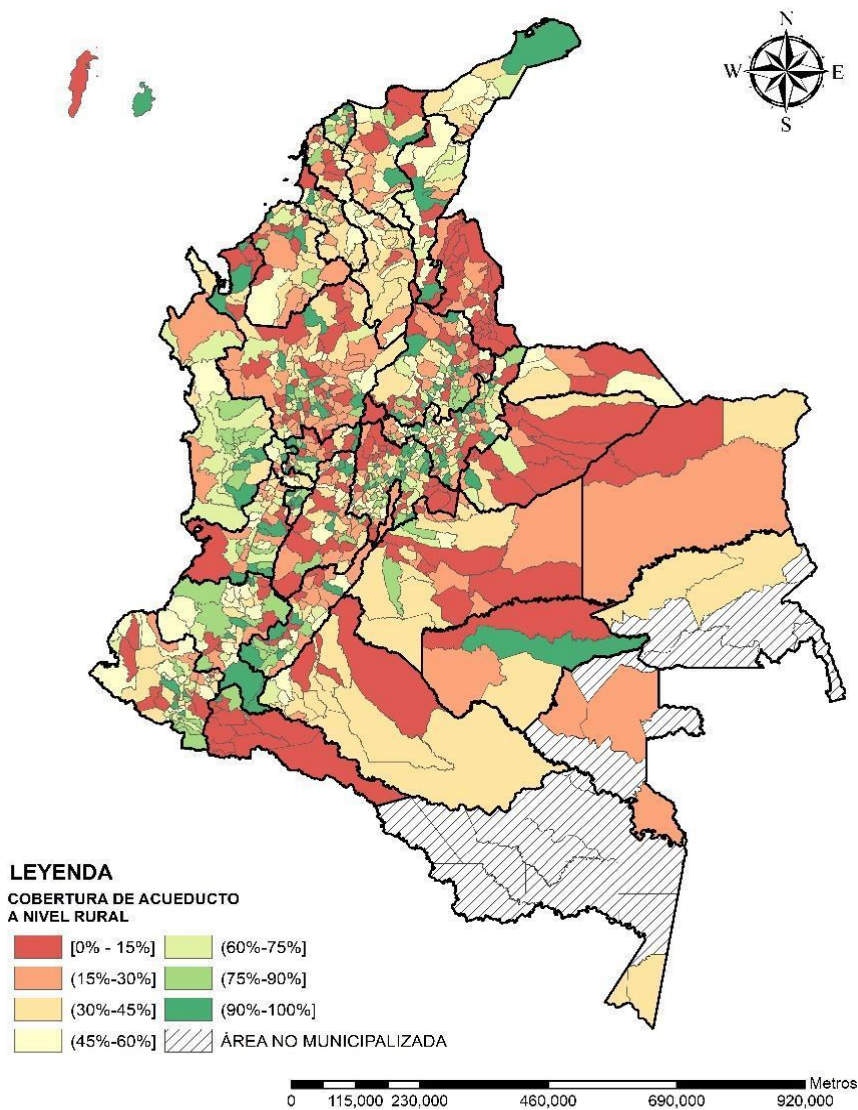 N
W E
S
LEYENDA
COBERTURA DE ACUEDUCTO
A NIVEL RURAL
[0% - 15%] (60%-75%]
(15%-30%] (75%-90%]
(30%-45%] (90%-100%]
(45%-60%] ÁREA NO MUNICIPALIZADA
Metros
0 115,000 230,000 460,000 690,000 920,000